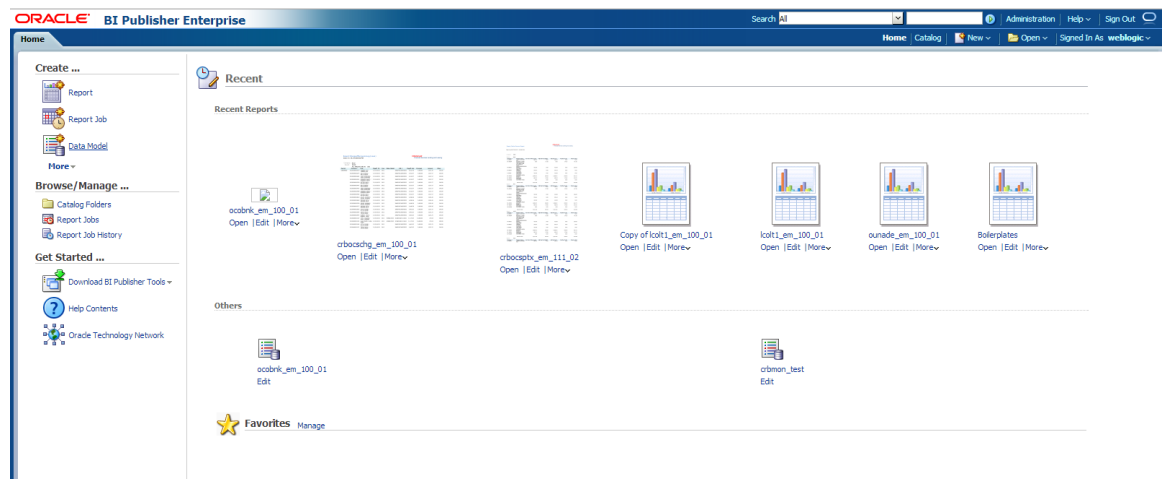 ORACLE BI Publisher Enterprise
Search All
Administration Help Sign Out
Home
Home Catalog New Open Signed In As weblogic
Create ...
Report
Report Job
Data Model
More
Browse/Manage ...
Catalog Folders
Report Jobs
Report Job History
Get Started ...
Download BI Publisher Tools
Help Contents
Oracle Technology Network
Recent
Recent Reports
ocobnk_em_100_01
Open |Edit |More
crbocschg_em_100_01
Open |Edit |More
crbocsptx_em_111_02
Open |Edit |More
Copy of lcolt1_em_100_01
Open |Edit |More
lcolt1_em_100_01
Open |Edit |More
ounade_em_100_01
Open |Edit |More
Boilerplates
Open |Edit |More
Others
ocobnk_em_100_01
Edit
crbmon_test
Edit
Favorites Manage